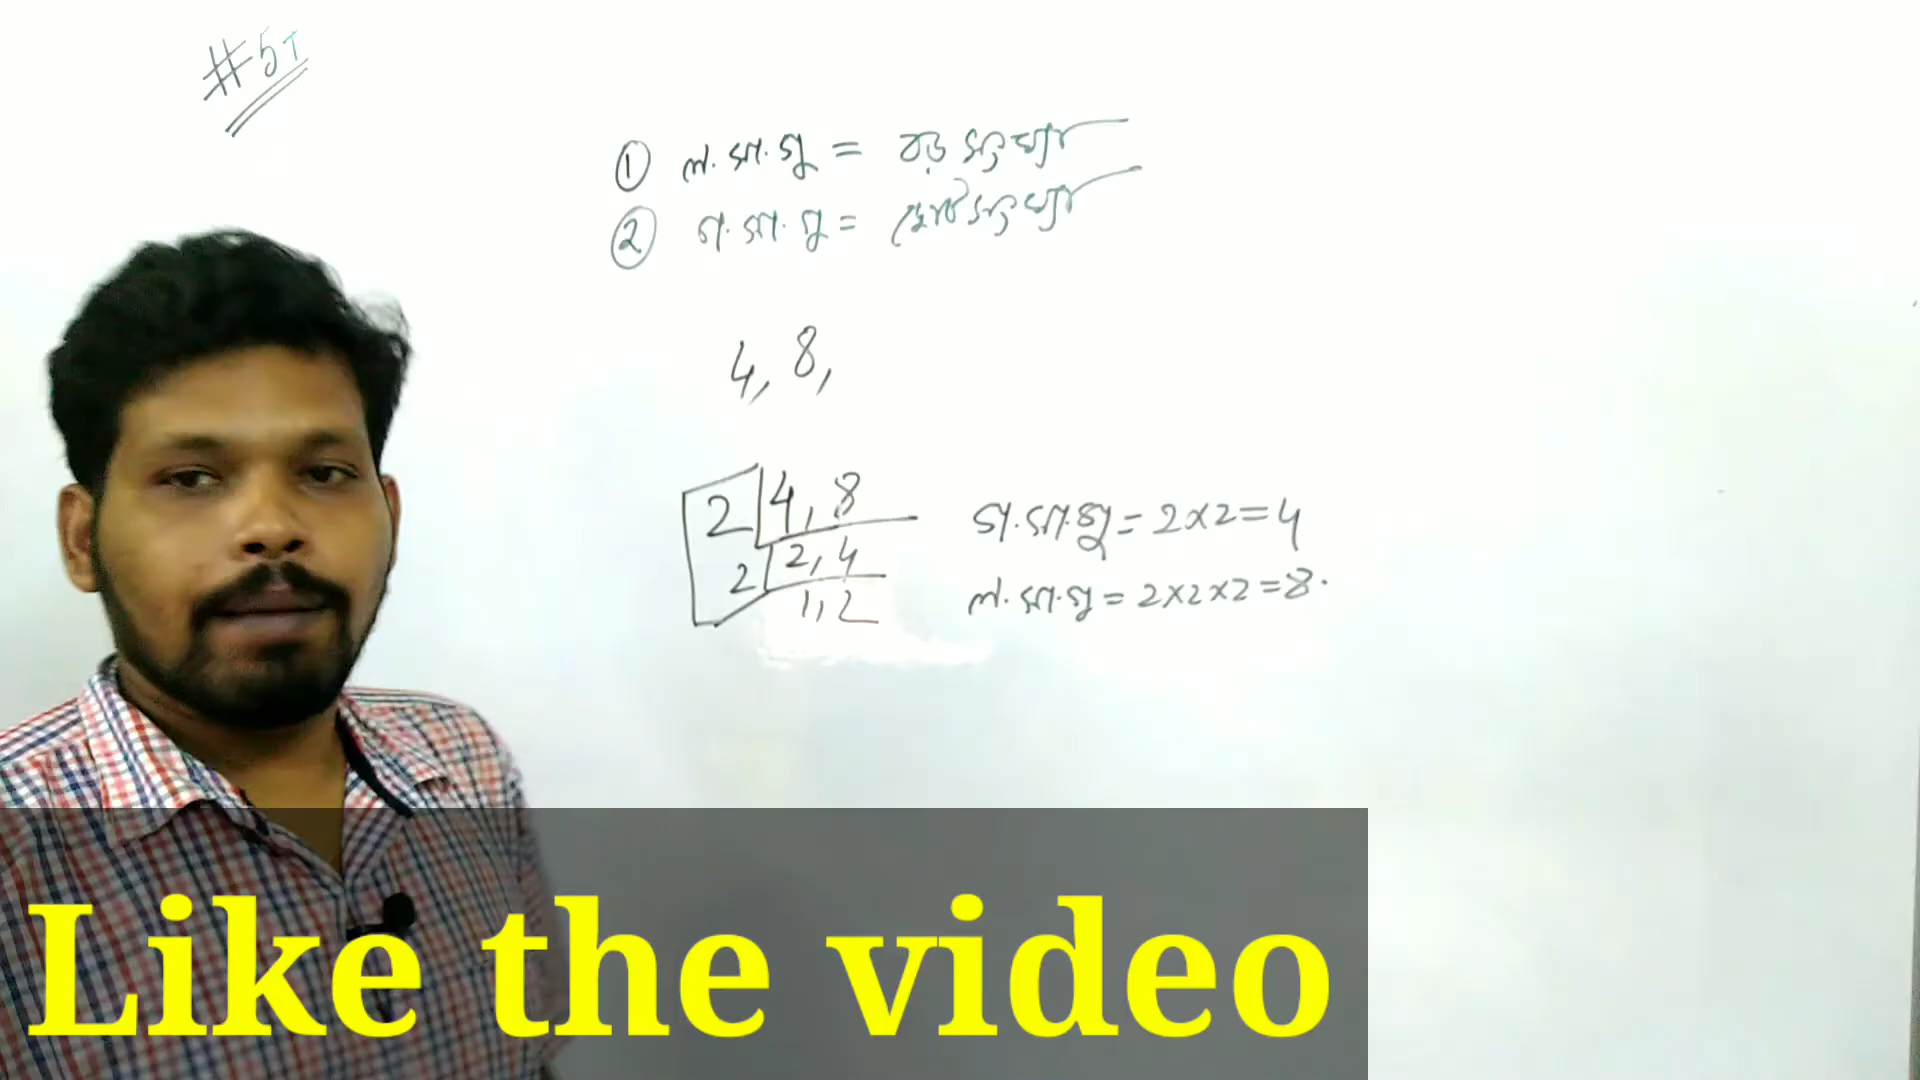 #5T
① ল.সা.গু = বড় সংখ্যা
② গ.সা.গু = ছোট সংখ্যা
4, 8,
2 | 4, 8
2 | 2, 4
1, 2
গ.সা.গু = 2×2=4
ল.সা.গু = 2×2×2=8.
Like the video